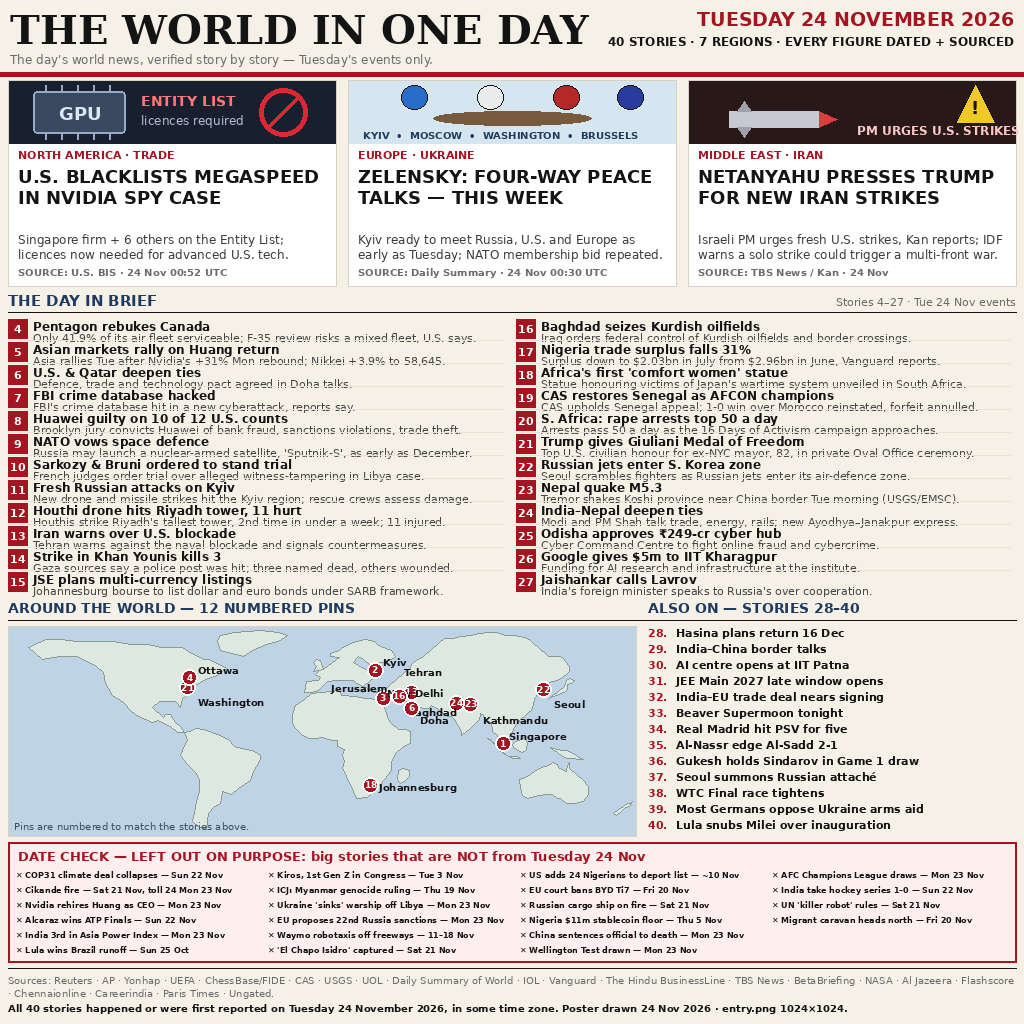 THE WORLD IN ONE DAY
TUESDAY 24 NOVEMBER 2026
40 STORIES · 7 REGIONS · EVERY FIGURE DATED + SOURCED
The day's world news, verified story by story — Tuesday's events only.
GPU
ENTITY LIST
licences required
NORTH AMERICA · TRADE
U.S. BLACKLISTS MEGASPEED
IN NVIDIA SPY CASE
Singapore firm + 6 others on the Entity List;
licences now needed for advanced U.S. tech.
SOURCE: U.S. BIS · 24 Nov 00:52 UTC
KYIV • MOSCOW • WASHINGTON • BRUSSELS
EUROPE · UKRAINE
ZELENSKY: FOUR-WAY PEACE
TALKS — THIS WEEK
Kyiv ready to meet Russia, U.S. and Europe as
early as Tuesday; NATO membership bid repeated.
SOURCE: Daily Summary · 24 Nov 00:30 UTC
!
PM URGES U.S. STRIKES
MIDDLE EAST · IRAN
NETANYAHU PRESSES TRUMP
FOR NEW IRAN STRIKES
Israeli PM urges fresh U.S. strikes, Kan reports; IDF
warns a solo strike could trigger a multi-front war.
SOURCE: TBS News / Kan · 24 Nov
THE DAY IN BRIEF
Stories 4–27 · Tue 24 Nov events
4 Pentagon rebukes Canada
Only 41.9% of its air fleet serviceable; F-35 review risks a mixed fleet, U.S. says.
5 Asian markets rally on Huang return
Asia rallies Tue after Nvidia's +31% Mon rebound; Nikkei +3.9% to 58,645.
6 U.S. & Qatar deepen ties
Defence, trade and technology pact agreed in Doha talks.
7 FBI crime database hacked
FBI's crime database hit in a new cyberattack, reports say.
8 Huawei guilty on 10 of 12 U.S. counts
Brooklyn jury convicts Huawei of bank fraud, sanctions violations, trade theft.
9 NATO vows space defence
Russia may launch a nuclear-armed satellite, 'Sputnik-S', as early as December.
10 Sarkozy & Bruni ordered to stand trial
French judges order trial over alleged witness-tampering in Libya case.
11 Fresh Russian attacks on Kyiv
New drone and missile strikes hit the Kyiv region; rescue crews assess damage.
12 Houthi drone hits Riyadh tower, 11 hurt
Houthis strike Riyadh's tallest tower, 2nd time in under a week; 11 injured.
13 Iran warns over U.S. blockade
Tehran warns against the naval blockade and signals countermeasures.
14 Strike in Khan Younis kills 3
Gaza sources say a police post was hit; three named dead, others wounded.
15 JSE plans multi-currency listings
Johannesburg bourse to list dollar and euro bonds under SARB framework.
16 Baghdad seizes Kurdish oilfields
Iraq orders federal control of Kurdish oilfields and border crossings.
17 Nigeria trade surplus falls 31%
Surplus down to $2.03bn in July from $2.96bn in June, Vanguard reports.
18 Africa's first 'comfort women' statue
Statue honouring victims of Japan's wartime system unveiled in South Africa.
19 CAS restores Senegal as AFCON champions
CAS upholds Senegal appeal; 1-0 win over Morocco reinstated, forfeit annulled.
20 S. Africa: rape arrests top 50 a day
Arrests pass 50 a day as the 16 Days of Activism campaign approaches.
21 Trump gives Giuliani Medal of Freedom
Top U.S. civilian honour for ex-NYC mayor, 82, in private Oval Office ceremony.
22 Russian jets enter S. Korea zone
Seoul scrambles fighters as Russian jets enter its air-defence zone.
23 Nepal quake M5.3
Tremor shakes Koshi province near China border Tue morning (USGS/EMSC).
24 India–Nepal deepen ties
Modi and PM Shah talk trade, energy, rails; new Ayodhya–Janakpur express.
25 Odisha approves ₹249-cr cyber hub
Cyber Command Centre to fight online fraud and cybercrime.
26 Google gives $5m to IIT Kharagpur
Funding for AI research and infrastructure at the institute.
27 Jaishankar calls Lavrov
India's foreign minister speaks to Russia's over cooperation.
AROUND THE WORLD — 12 NUMBERED PINS
4 Ottawa
21
Washington
2 Kyiv
Tehran
Jerusalem
3
16
Delhi
6
Baghdad
Doha
24
23
Kathmandu
22
Seoul
1 Singapore
18 Johannesburg
Pins are numbered to match the stories above.
ALSO ON — STORIES 28–40
28. Hasina plans return 16 Dec
29. India–China border talks
30. AI centre opens at IIT Patna
31. JEE Main 2027 late window opens
32. India–EU trade deal nears signing
33. Beaver Supermoon tonight
34. Real Madrid hit PSV for five
35. Al-Nassr edge Al-Sadd 2-1
36. Gukesh holds Sindarov in Game 1 draw
37. Seoul summons Russian attaché
38. WTC Final race tightens
39. Most Germans oppose Ukraine arms aid
40. Lula snubs Milei over inauguration
DATE CHECK — LEFT OUT ON PURPOSE: big stories that are NOT from Tuesday 24 Nov
× COP31 climate deal collapses — Sun 22 Nov
× Cikande fire — Sat 21 Nov, toll 24 Mon 23 Nov
× Nvidia rehires Huang as CEO — Mon 23 Nov
× Alcaraz wins ATP Finals — Sun 22 Nov
× India 3rd in Asia Power Index — Mon 23 Nov
× Lula wins Brazil runoff — Sun 25 Oct
× Kiros, 1st Gen Z in Congress — Tue 3 Nov
× ICJ: Myanmar genocide ruling — Thu 19 Nov
× Ukraine 'sinks' warship off Libya — Mon 23 Nov
× EU proposes 22nd Russia sanctions — Mon 23 Nov
× Waymo robotaxis off freeways — 11–18 Nov
× 'El Chapo Isidro' captured — Sat 21 Nov
× US adds 24 Nigerians to deport list — ~10 Nov
× EU court bans BYD Ti7 — Fri 20 Nov
× Russian cargo ship on fire — Sat 21 Nov
× Nigeria $11m stablecoin floor — Thu 5 Nov
× China sentences official to death — Mon 23 Nov
× Wellington Test drawn — Mon 23 Nov
× AFC Champions League draws — Mon 23 Nov
× India take hockey series 1–0 — Sun 22 Nov
× UN 'killer robot' rules — Sat 21 Nov
× Migrant caravan heads north — Fri 20 Nov
Sources: Reuters · AP · Yonhap · UEFA · ChessBase/FIDE · CAS · USGS · UOL · Daily Summary of World · IOL · Vanguard · The Hindu BusinessLine · TBS News · BetaBriefing · NASA · Al Jazeera · Flashscore
· Chennaionline · Careerindia · Paris Times · Ungated.
All 40 stories happened or were first reported on Tuesday 24 November 2026, in some time zone. Poster drawn 24 Nov 2026 · entry.png 1024×1024.